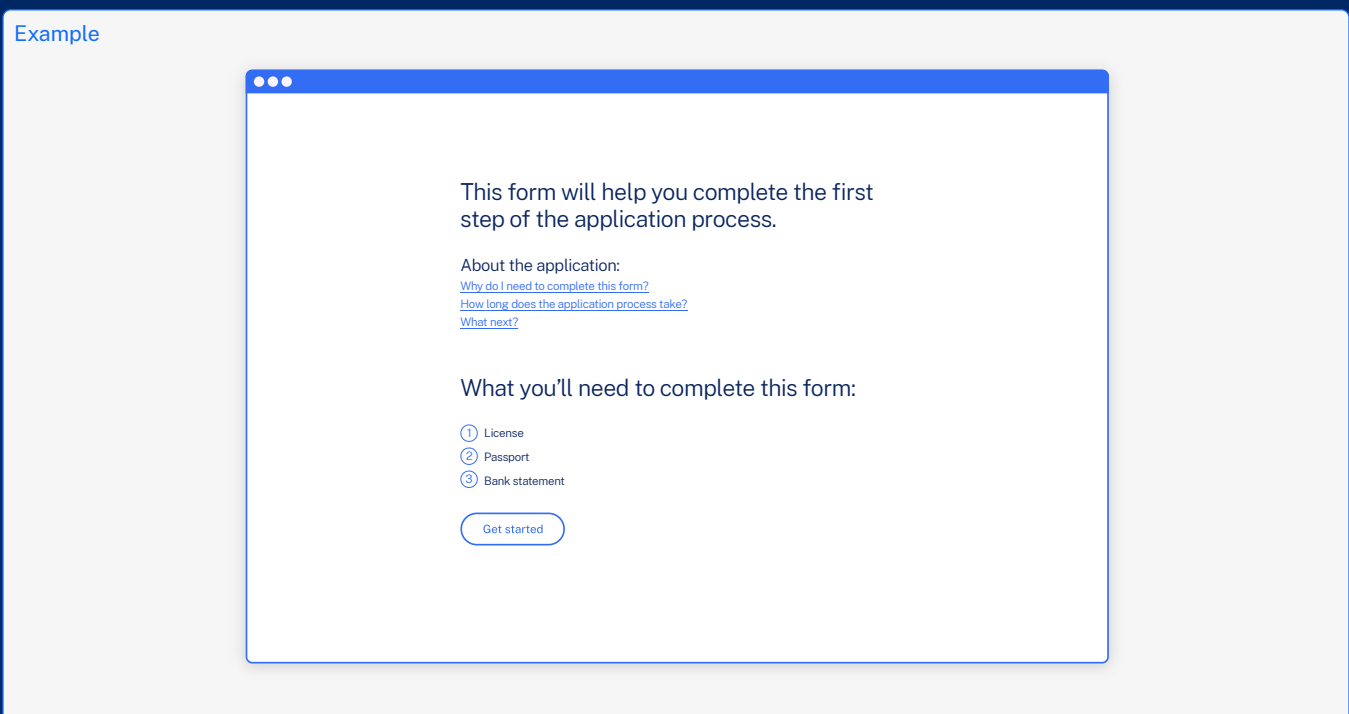 Example
This form will help you complete the first
step of the application process.
About the application:
Why do I need to complete this form?
How long does the application process take?
What next?
What you’ll need to complete this form:
1 License
2 Passport
3 Bank statement
Get started